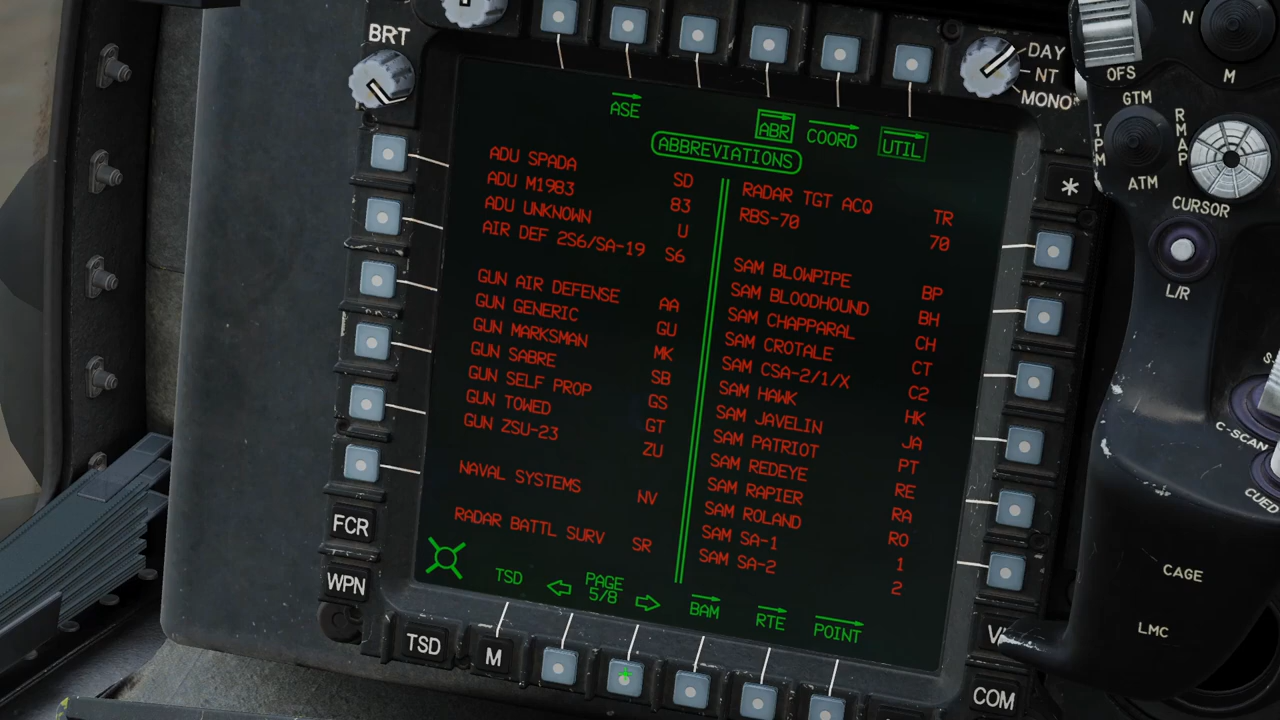 BRT
DAY
NT
MONO
N
OFS
M
GTM
RMAP
TPM
ATM
*
CURSOR
L/R
C-SCAN
CUED
CAGE
LMC
ASE
ABR
COORD
UTIL
ABBREVIATIONS
ADU SPADA SD
ADU M1983 83
ADU UNKNOWN U
AIR DEF 2S6/SA-19 S6
GUN AIR DEFENSE AA
GUN GENERIC GU
GUN MARKSMAN MK
GUN SABRE SB
GUN SELF PROP GS
GUN TOWED GT
GUN ZSU-23 ZU
NAVAL SYSTEMS NV
RADAR BATTL SURV SR
RADAR TGT ACQ TR
RBS-70 70
SAM BLOWPIPE BP
SAM BLOODHOUND BH
SAM CHAPPARAL CH
SAM CROTALE CT
SAM CSA-2/1/X C2
SAM HAWK HK
SAM JAVELIN JA
SAM PATRIOT PT
SAM REDEYE RE
SAM RAPIER RA
SAM ROLAND RO
SAM SA-1 1
SAM SA-2 2
TSD
PAGE
5/8
BAM
RTE
POINT
FCR
WPN
TSD
M
COM